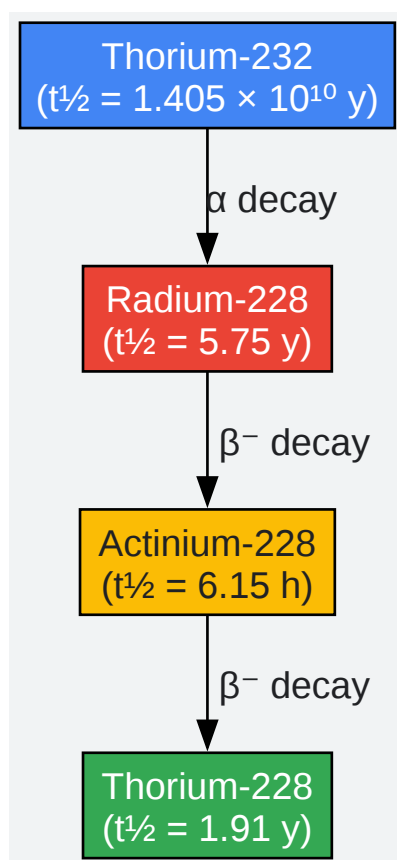 Thorium-232
(t½ = 1.405 × 10¹⁰ y)
α decay
Radium-228
(t½ = 5.75 y)
β⁻ decay
Actinium-228
(t½ = 6.15 h)
β⁻ decay
Thorium-228
(t½ = 1.91 y)